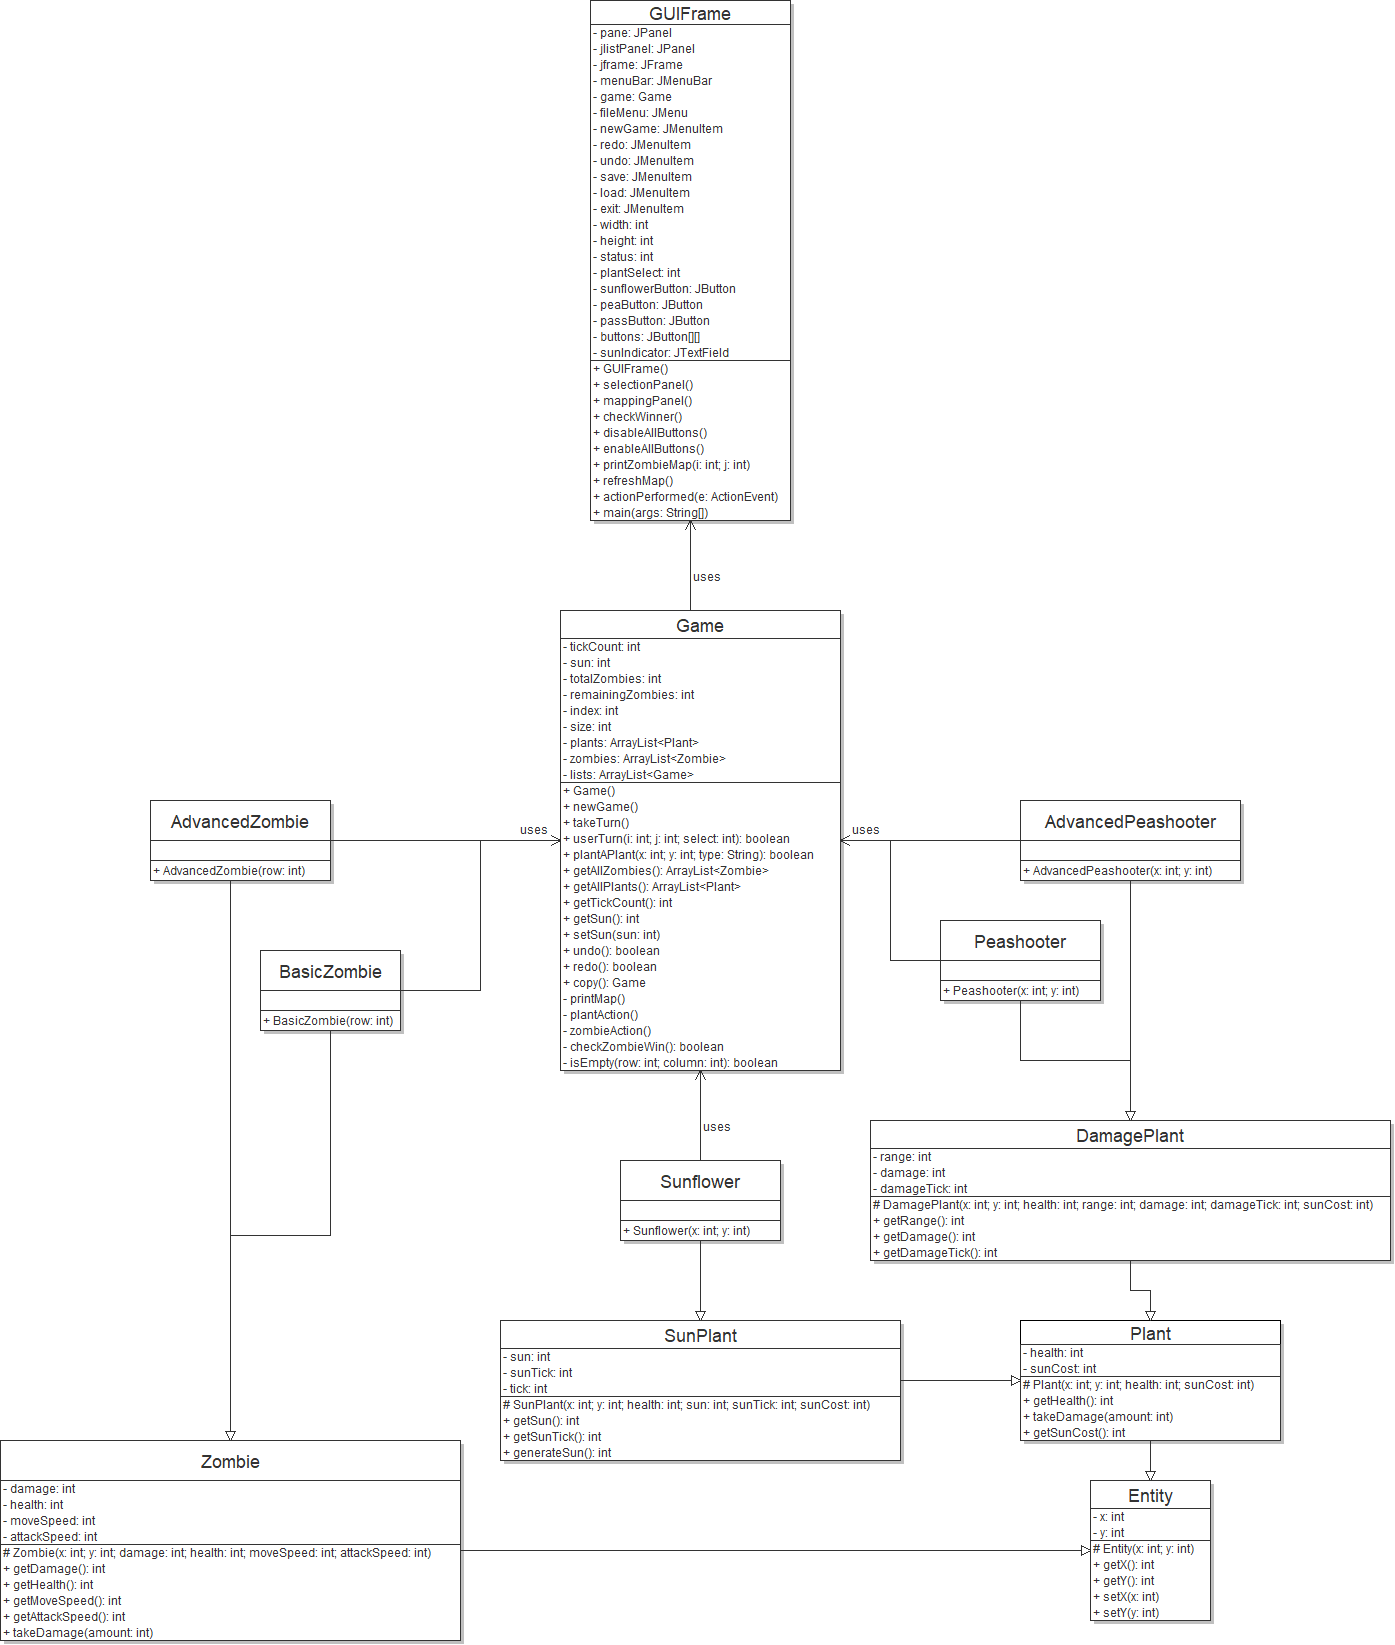 GUIFrame
- pane: JPanel
- jlistPanel: JPanel
- jframe: JFrame
- menuBar: JMenuBar
- game: Game
- fileMenu: JMenu
- newGame: JMenuItem
- redo: JMenuItem
- undo: JMenuItem
- save: JMenuItem
- load: JMenuItem
- exit: JMenuItem
- width: int
- height: int
- status: int
- plantSelect: int
- sunflowerButton: JButton
- peaButton: JButton
- passButton: JButton
- buttons: JButton[][]
- sunIndicator: JTextField
+ GUIFrame()
+ selectionPanel()
+ mappingPanel()
+ checkWinner()
+ disableAllButtons()
+ enableAllButtons()
+ printZombieMap(i: int; j: int)
+ refreshMap()
+ actionPerformed(e: ActionEvent)
+ main(args: String[])
uses
Game
- tickCount: int
- sun: int
- totalZombies: int
- remainingZombies: int
- index: int
- size: int
- plants: ArrayList<Plant>
- zombies: ArrayList<Zombie>
- lists: ArrayList<Game>
+ Game()
+ newGame()
+ takeTurn()
+ userTurn(i: int; j: int; select: int): boolean
+ plantAPlant(x: int; y: int; type: String): boolean
+ getAllZombies(): ArrayList<Zombie>
+ getAllPlants(): ArrayList<Plant>
+ getTickCount(): int
+ getSun(): int
+ setSun(sun: int)
+ undo(): boolean
+ redo(): boolean
+ copy(): Game
- printMap()
- plantAction()
- zombieAction()
- checkZombieWin(): boolean
- isEmpty(row: int; column: int): boolean
AdvancedZombie
+ AdvancedZombie(row: int)
uses
BasicZombie
+ BasicZombie(row: int)
uses
AdvancedPeashooter
+ AdvancedPeashooter(x: int; y: int)
Peashooter
+ Peashooter(x: int; y: int)
uses
Sunflower
+ Sunflower(x: int; y: int)
DamagePlant
- range: int
- damage: int
- damageTick: int
# DamagePlant(x: int; y: int; health: int; range: int; damage: int; damageTick: int; sunCost: int)
+ getRange(): int
+ getDamage(): int
+ getDamageTick(): int
SunPlant
- sun: int
- sunTick: int
- tick: int
# SunPlant(x: int; y: int; health: int; sun: int; sunTick: int; sunCost: int)
+ getSun(): int
+ getSunTick(): int
+ generateSun(): int
Plant
- health: int
- sunCost: int
# Plant(x: int; y: int; health: int; sunCost: int)
+ getHealth(): int
+ takeDamage(amount: int)
+ getSunCost(): int
Zombie
- damage: int
- health: int
- moveSpeed: int
- attackSpeed: int
# Zombie(x: int; y: int; damage: int; health: int; moveSpeed: int; attackSpeed: int)
+ getDamage(): int
+ getHealth(): int
+ getMoveSpeed(): int
+ getAttackSpeed(): int
+ takeDamage(amount: int)
Entity
- x: int
- y: int
# Entity(x: int; y: int)
+ getX(): int
+ getY(): int
+ setX(x: int)
+ setY(y: int)